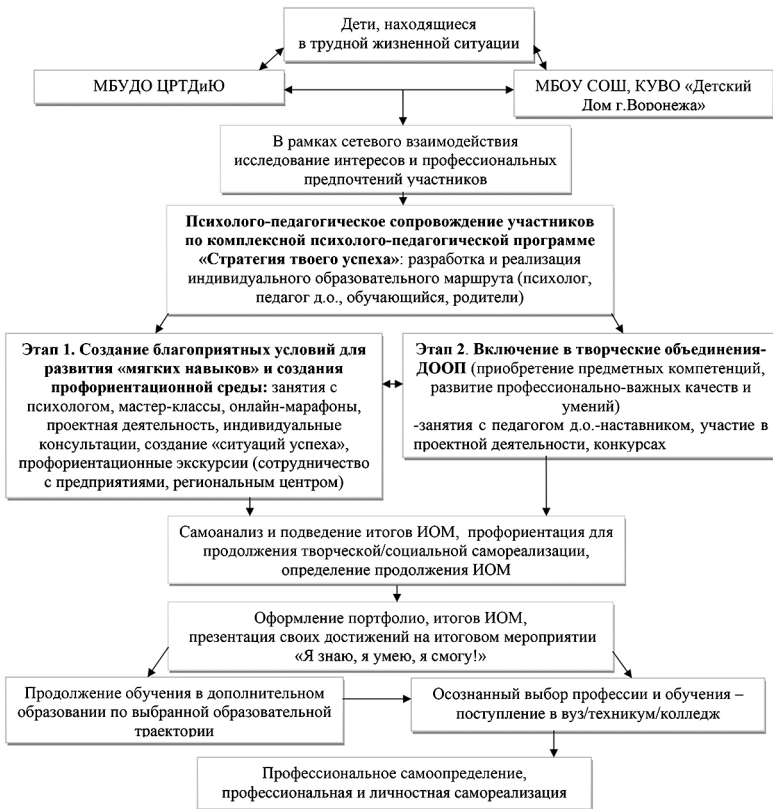 Дети, находящиеся
в трудной жизненной ситуации
МБУДО ЦРТДиЮ
МБОУ СОШ, КУВО «Детский
Дом г.Воронежа»
В рамках сетевого взаимодействия
исследование интересов и профессиональных
предпочтений участников
Психолого-педагогическое сопровождение участников
по комплексной психолого-педагогической программе
«Стратегия твоего успеха»: разработка и реализация
индивидуального образовательного маршрута (психолог,
педагог д.о., обучающийся, родители)
Этап 1. Создание благоприятных условий для
развития «мягких навыков» и создания
профориентационной среды: занятия с
психологом, мастер-классы, онлайн-марафоны,
проектная деятельность, индивидуальные
консультации, создание «ситуаций успеха»,
профориентационные экскурсии (сотрудничество
с предприятиями, региональным центром)
Этап 2. Включение в творческие объединения-
ДООП (приобретение предметных компетенций,
развитие профессионально-важных качеств и
умений)
-занятия с педагогом д.о.-наставником, участие в
проектной деятельности, конкурсах
Самоанализ и подведение итогов ИОМ, профориентация для
продолжения творческой/социальной самореализации,
определение продолжения ИОМ
Оформление портфолио, итогов ИОМ,
презентация своих достижений на итоговом мероприятии
«Я знаю, я умею, я смогу!»
Продолжение обучения в дополнительном
образовании по выбранной образовательной
траектории
Осознанный выбор профессии и обучения –
поступление в вуз/техникум/колледж
Профессиональное самоопределение,
профессиональная и личностная самореализация